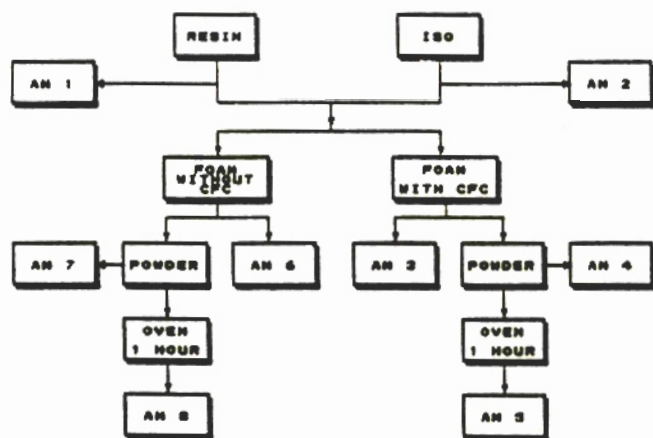 RESIN
ISO
AN 1
AN 2
FOAM
WITHOUT
CFC
FOAM
WITH CFC
AN 7
POWDER
AN 6
AN 3
POWDER
AN 4
OVEN
1 HOUR
OVEN
1 HOUR
AN 8
AN 5